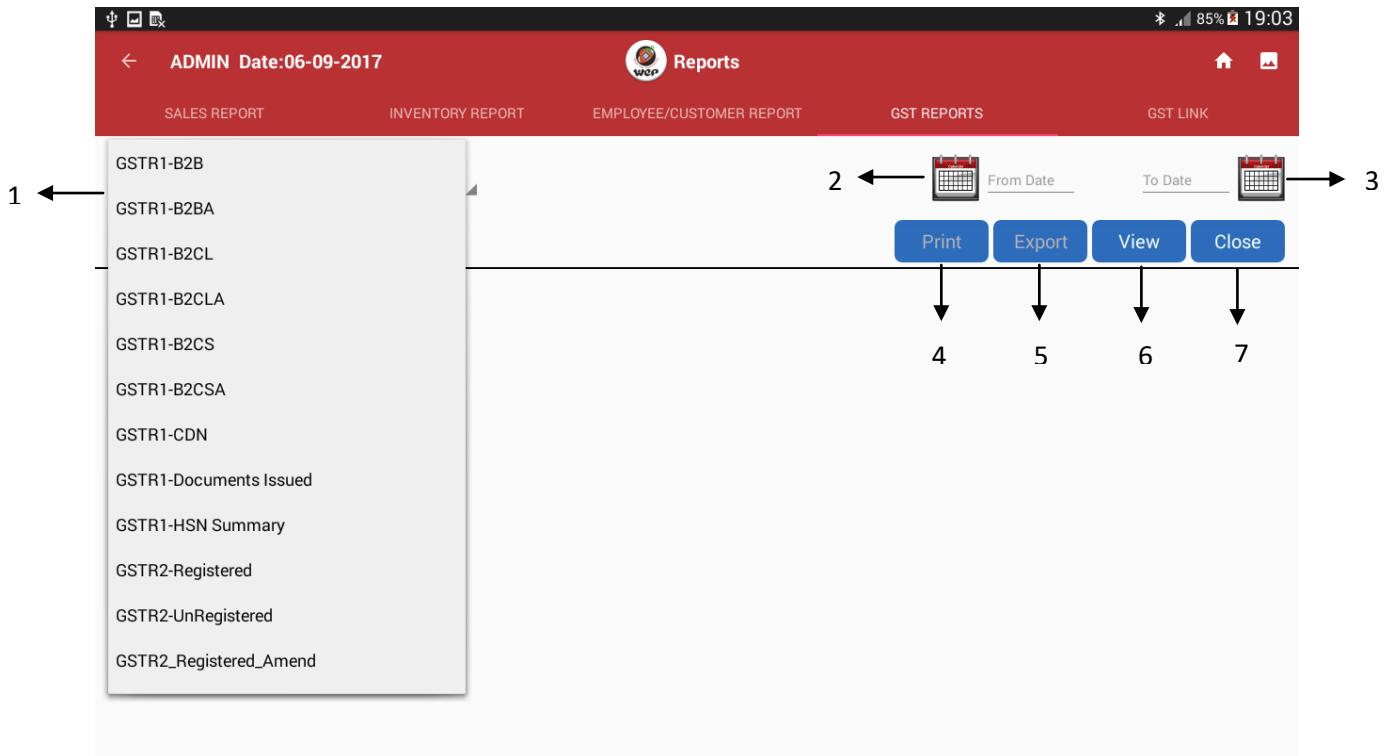 85% 19:03
ADMIN Date:06-09-2017
wep Reports
SALES REPORT INVENTORY REPORT EMPLOYEE/CUSTOMER REPORT GST REPORTS GST LINK
GSTR1-B2B
1
2
From Date
To Date
3
GSTR1-B2BA
Print Export View Close
GSTR1-B2CL
GSTR1-B2CLA
GSTR1-B2CS
4 5 6 7
GSTR1-B2CSA
GSTR1-CDN
GSTR1-Documents Issued
GSTR1-HSN Summary
GSTR2-Registered
GSTR2-UnRegistered
GSTR2_Registered_Amend